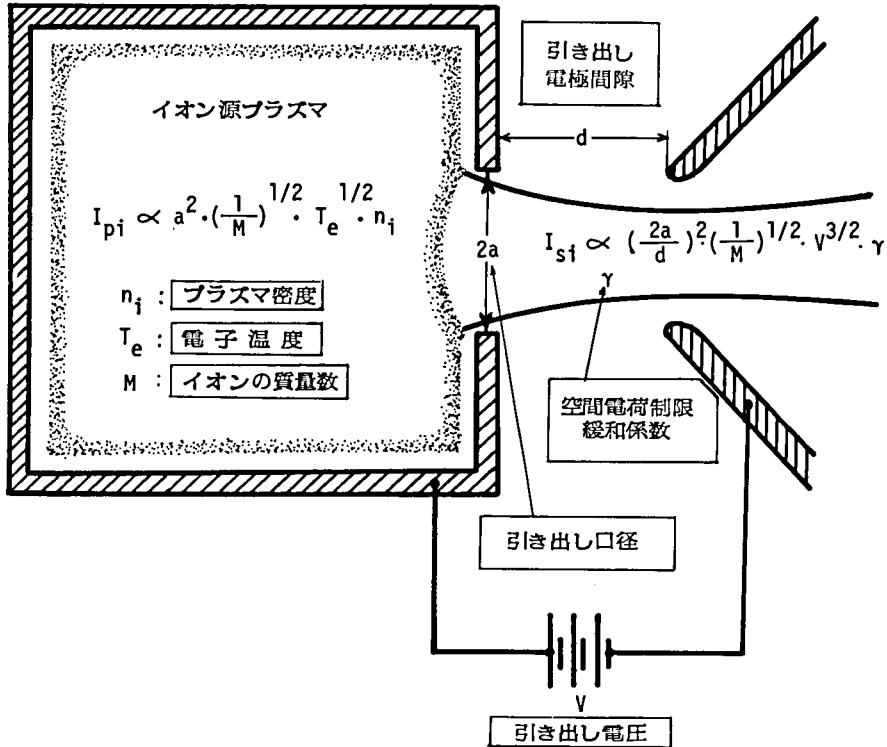 引き出し
電極間隙
d
イオン源プラズマ
I_pi ∝ a²·(1/M)^1/2·T_e^1/2·n_i
2a
I_si ∝ (2a/d)²·(1/M)^1/2·V^3/2·γ
γ
n_i : プラズマ密度
T_e : 電子温度
M : イオンの質量数
空間電荷制限
緩和係数
引き出し口径
V
引き出し電圧